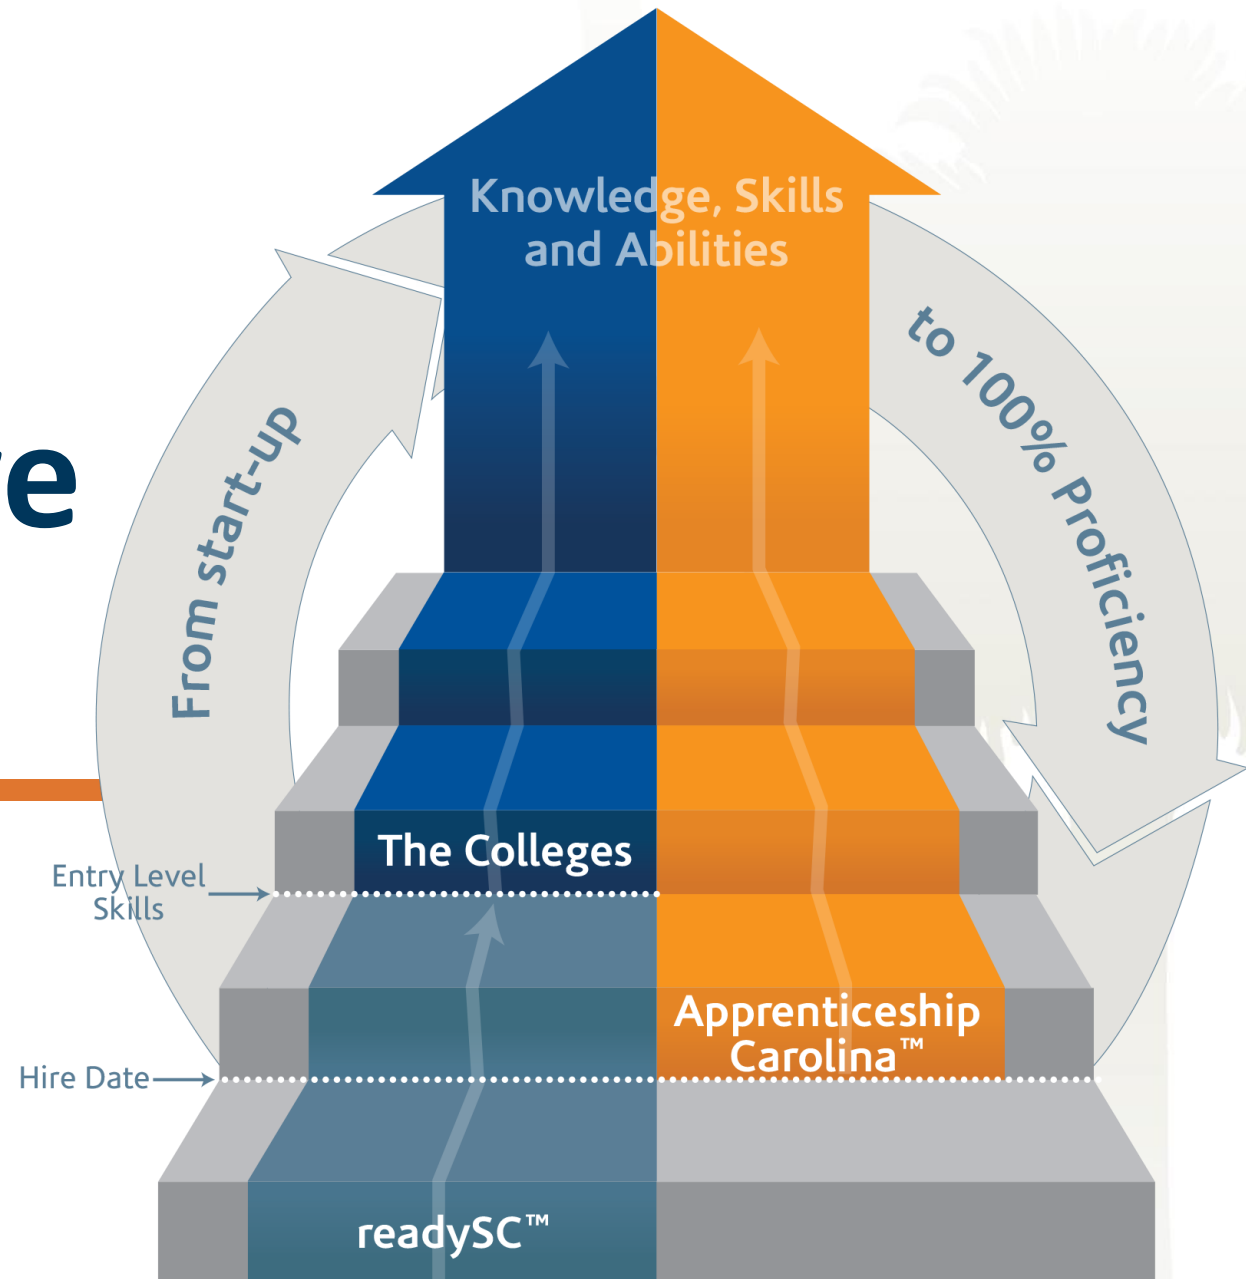 Knowledge, Skills
and Abilities
From start-up
to 100% Proficiency
The Colleges
Entry Level
Skills
Apprenticeship
Carolina™
Hire Date
readySC™